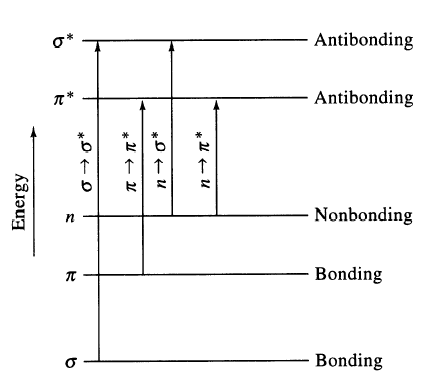 σ* Antibonding
π* Antibonding
σ → σ*
π → π*
n → σ*
n → π*
Energy
n Nonbonding
π Bonding
σ Bonding